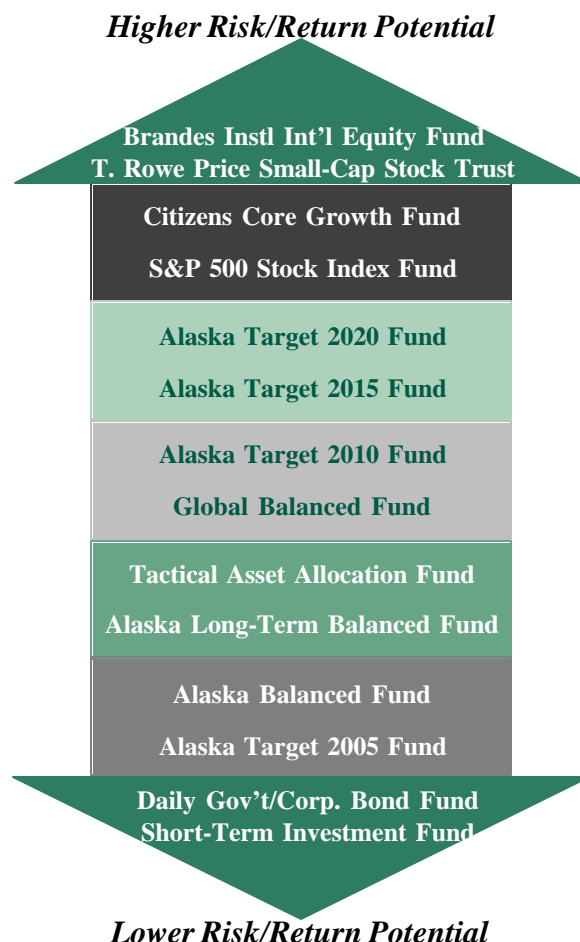 Higher Risk/Return Potential
Brandes Instl Int'l Equity Fund
T. Rowe Price Small-Cap Stock Trust
Citizens Core Growth Fund
S&P 500 Stock Index Fund
Alaska Target 2020 Fund
Alaska Target 2015 Fund
Alaska Target 2010 Fund
Global Balanced Fund
Tactical Asset Allocation Fund
Alaska Long-Term Balanced Fund
Alaska Balanced Fund
Alaska Target 2005 Fund
Daily Gov't/Corp. Bond Fund
Short-Term Investment Fund
Lower Risk/Return Potential